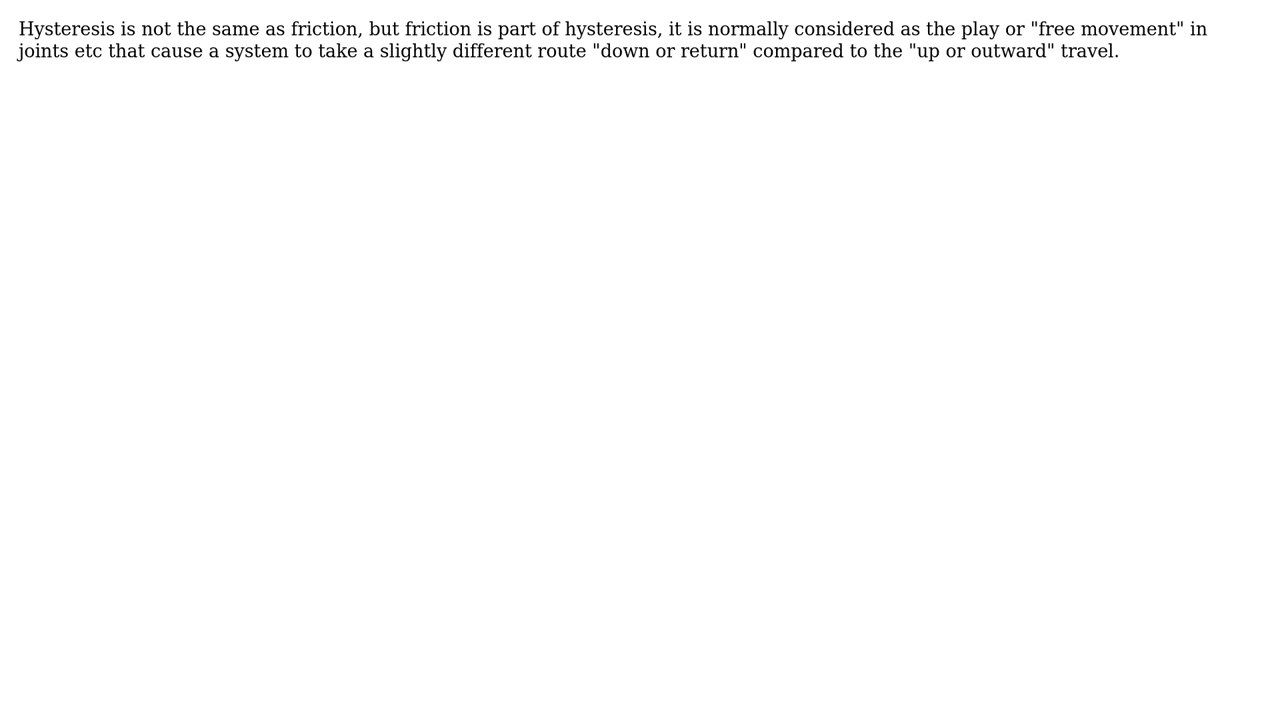 Hysteresis is not the same as friction, but friction is part of hysteresis, it is normally considered as the play or "free movement" in
joints etc that cause a system to take a slightly different route "down or return" compared to the "up or outward" travel.